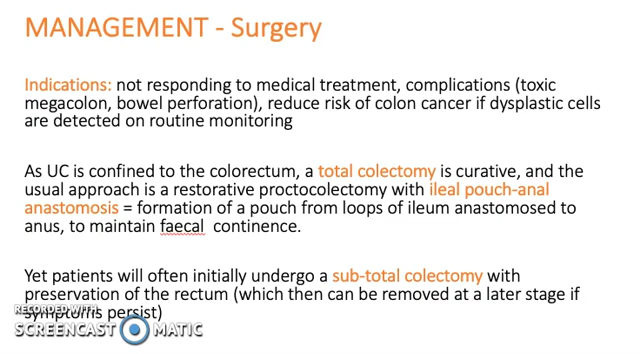 MANAGEMENT - Surgery
Indications: not responding to medical treatment, complications (toxic
megacolon, bowel perforation), reduce risk of colon cancer if dysplastic cells
are detected on routine monitoring
As UC is confined to the colorectum, a total colectomy is curative, and the
usual approach is a restorative proctocolectomy with ileal pouch-anal
anastomosis = formation of a pouch from loops of ileum anastomosed to
anus, to maintain faecal continence.
Yet patients will often initially undergo a sub-total colectomy with
preservation of the rectum (which then can be removed at a later stage if
symptoms persist)
RECORDED WITH
SCREENCAST MATIC